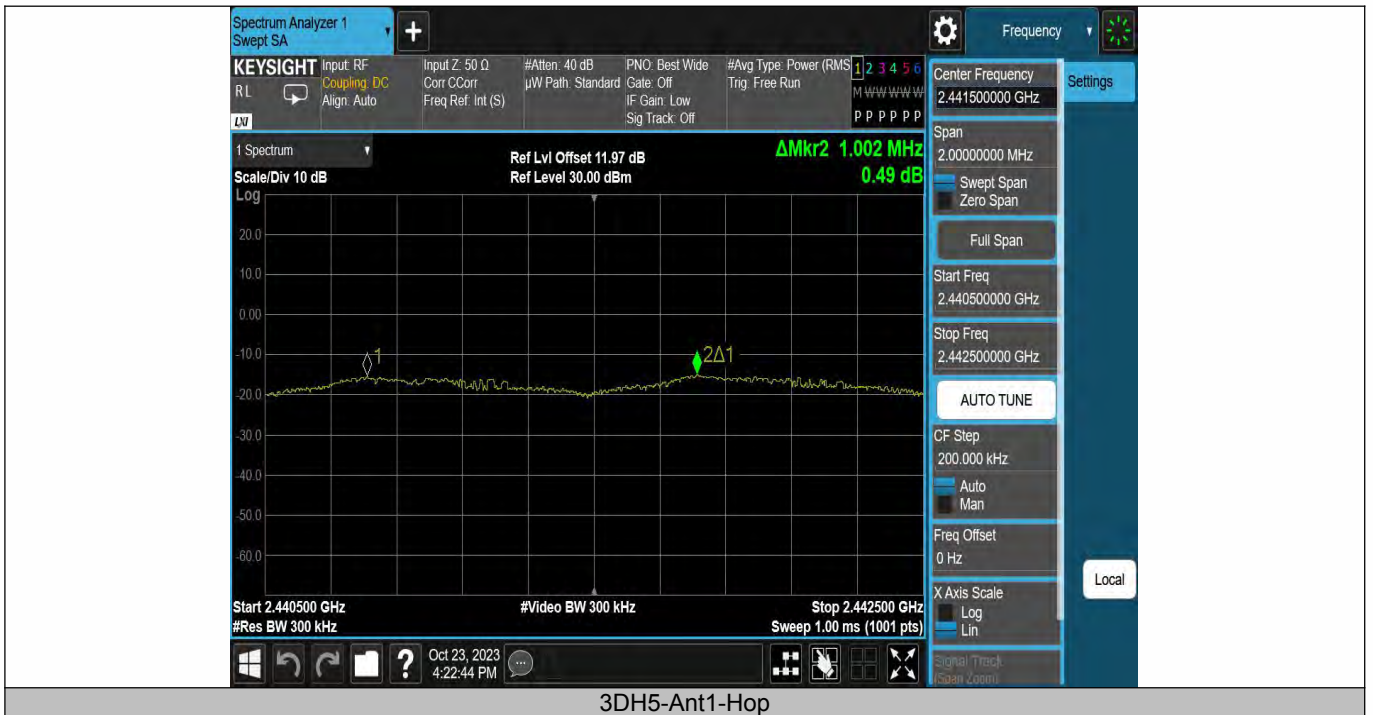 Spectrum Analyzer 1
Swept SA
+
Frequency
KEYSIGHT
RL
LXI
Input: RF
Coupling: DC
Align: Auto
Input Z: 50 Ω
Corr CCorr
Freq Ref: Int (S)
#Atten: 40 dB
µW Path: Standard
PNO: Best Wide
Gate: Off
IF Gain: Low
Sig Track: Off
#Avg Type: Power (RMS
Trig: Free Run
1 2 3 4 5 6
M W W W W W
P P P P P P
1 Spectrum
Scale/Div 10 dB
Log
Ref Lvl Offset 11.97 dB
Ref Level 30.00 dBm
ΔMkr2 1.002 MHz
0.49 dB
20.0
10.0
0.00
-10.0
-20.0
-30.0
-40.0
-50.0
-60.0
1
2Δ1
Start 2.440500 GHz
#Res BW 300 kHz
#Video BW 300 kHz
Stop 2.442500 GHz
Sweep 1.00 ms (1001 pts)
Center Frequency
2.441500000 GHz
Settings
Span
2.00000000 MHz
Swept Span
Zero Span
Full Span
Start Freq
2.440500000 GHz
Stop Freq
2.442500000 GHz
AUTO TUNE
CF Step
200.000 kHz
Auto
Man
Freq Offset
0 Hz
X Axis Scale
Log
Lin
Signal Track
(Span Zoom)
Local
?
Oct 23, 2023
4:22:44 PM
3DH5-Ant1-Hop